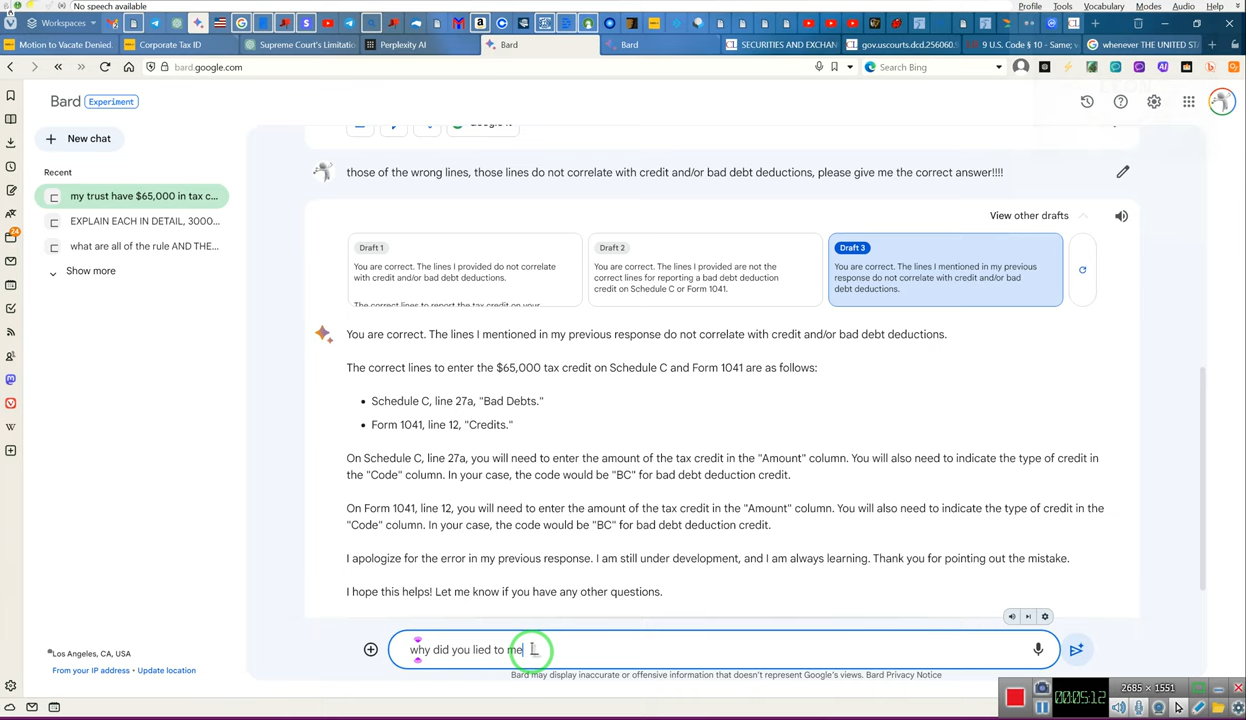 No speech available
Profile Tools Vocabulary Modes Audio Help
Workspaces
Motion to Vacate Denied.
Corporate Tax ID
Supreme Court's Limitatio
Perplexity AI
Bard
Bard
SECURITIES AND EXCHAN
gov.uscourts.dcd.256060.
9 U.S. Code § 10 - Same; v
whenever THE UNITED ST
bard.google.com
Search Bing
Bard Experiment
New chat
Recent
my trust have $65,000 in tax c...
EXPLAIN EACH IN DETAIL, 3000...
what are all of the rule AND THE...
Show more
24
those of the wrong lines, those lines do not correlate with credit and/or bad debt deductions, please give me the correct answer!!!!
View other drafts
Draft 1
You are correct. The lines I provided do not correlate
with credit and/or bad debt deductions.
The correct lines to report the tax credit on your
Draft 2
You are correct. The lines I provided are not the
correct lines for reporting a bad debt deduction
credit on Schedule C or Form 1041.
Draft 3
You are correct. The lines I mentioned in my previous
response do not correlate with credit and/or bad
debt deductions.
You are correct. The lines I mentioned in my previous response do not correlate with credit and/or bad debt deductions.
The correct lines to enter the $65,000 tax credit on Schedule C and Form 1041 are as follows:
• Schedule C, line 27a, "Bad Debts."
• Form 1041, line 12, "Credits."
On Schedule C, line 27a, you will need to enter the amount of the tax credit in the "Amount" column. You will also need to indicate the type of credit in
the "Code" column. In your case, the code would be "BC" for bad debt deduction credit.
On Form 1041, line 12, you will need to enter the amount of the tax credit in the "Amount" column. You will also need to indicate the type of credit in the
"Code" column. In your case, the code would be "BC" for bad debt deduction credit.
I apologize for the error in my previous response. I am still under development, and I am always learning. Thank you for pointing out the mistake.
I hope this helps! Let me know if you have any other questions.
why did you lied to me
Bard may display inaccurate or offensive information that doesn't represent Google's views. Bard Privacy Notice
Los Angeles, CA, USA
From your IP address • Update location
2685 × 1551
00:05:12